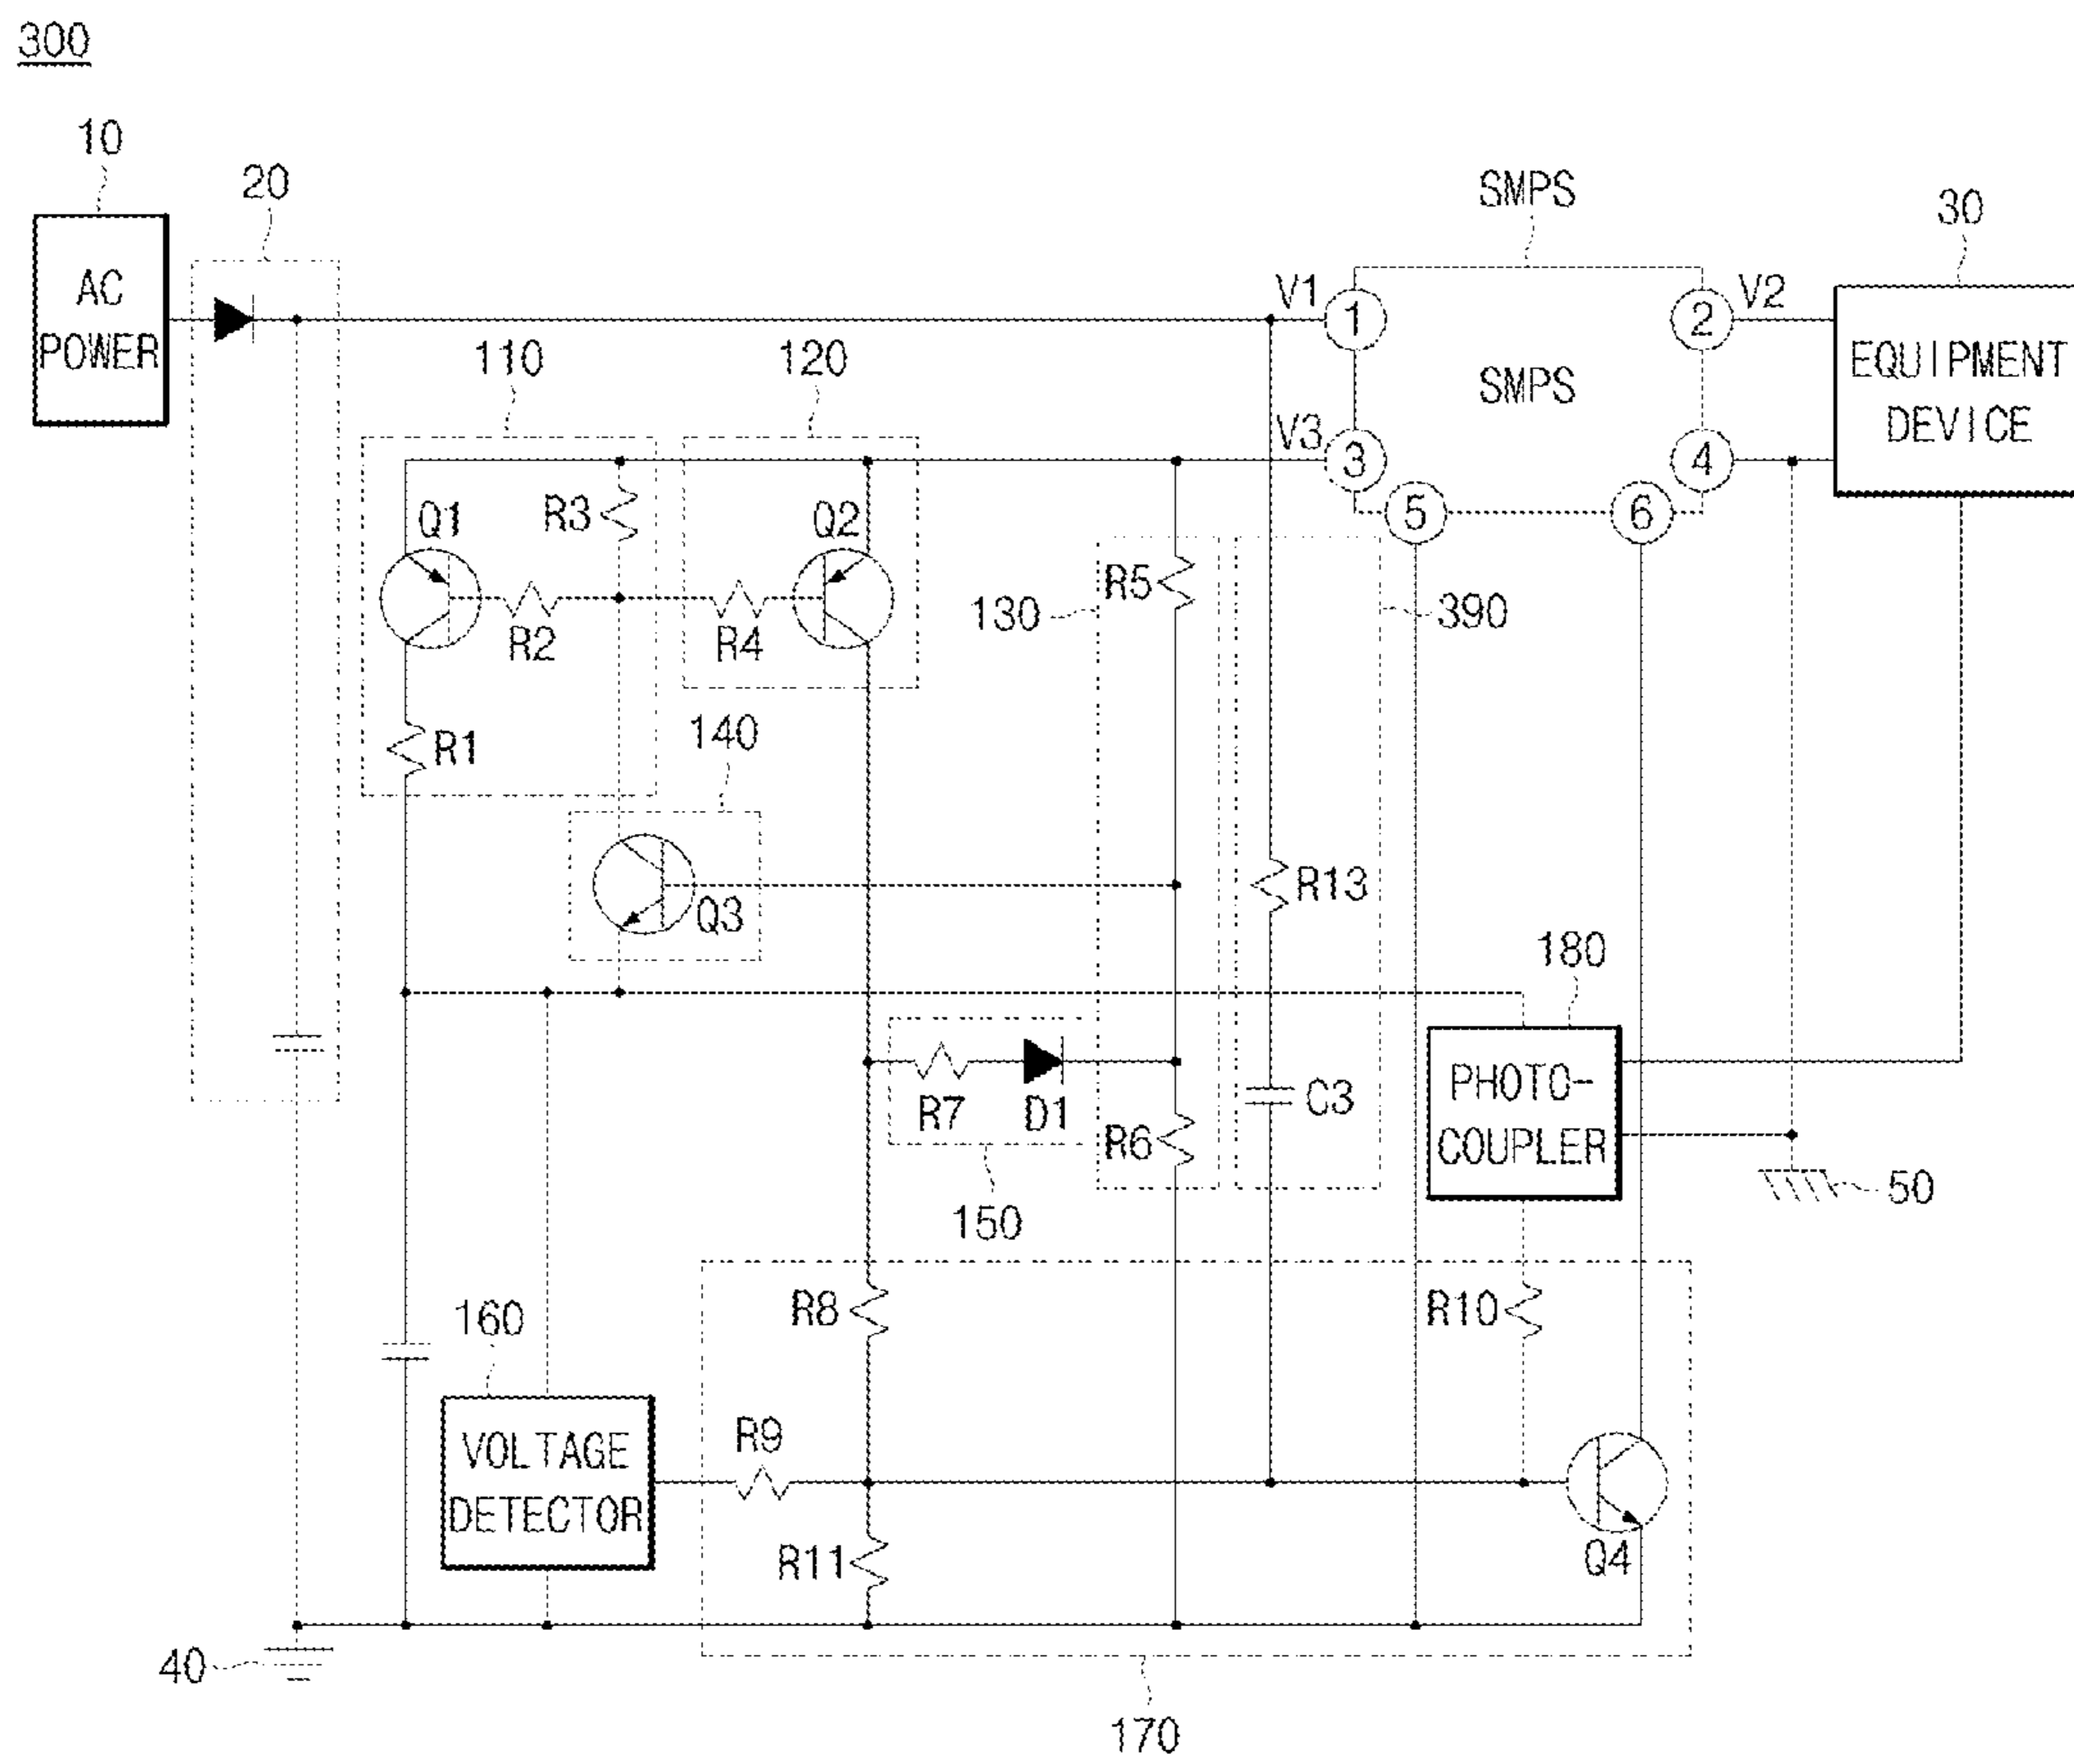 300
10
20
SMPS
30
AC
POWER
V1
1
2
V2
110
120
SMPS
EQUIPMENT
DEVICE
V3
3
4
Q1
R3
Q2
5
6
R5
130
390
R2
R4
R1
140
Q3
R13
180
R7
D1
C3
PHOTO-
COUPLER
R6
50
150
160
R8
R10
R9
VOLTAGE
DETECTOR
R11
Q4
40
170